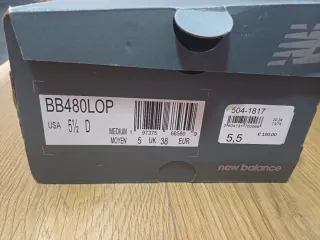 BB480LOP
USA 5½ D
MEDIUM
MOYEN 5 UK 38 EUR
504-1817
5,5
new balance